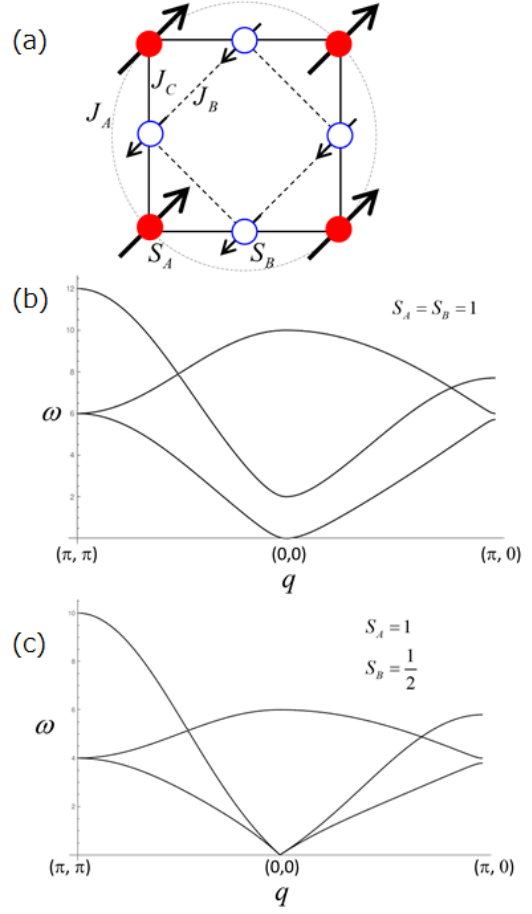 (a)
J_C
J_A
J_B
S_A
S_B
(b)
S_A = S_B = 1
12
10
8
6
4
2
ω
(π, π)
(0,0)
(π, 0)
q
(c)
S_A = 1
S_B = 1/2
10
8
6
4
2
ω
(π, π)
(0,0)
(π, 0)
q